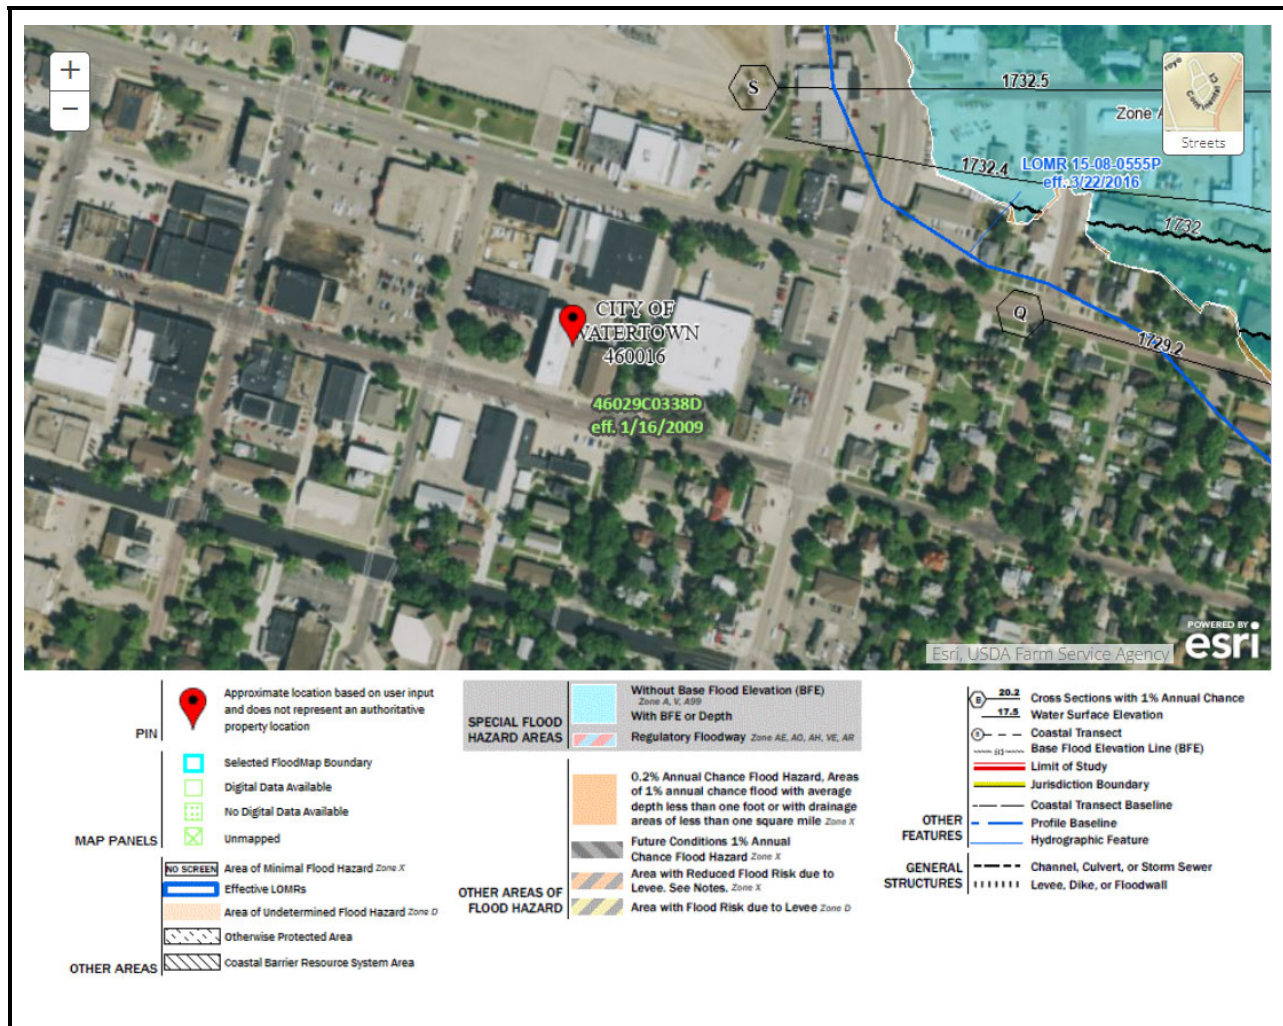 +
−
S
1732.5
Zone A
royo
Continental Ct
Streets
1732.4
LOMR 15-08-0555P
eff. 3/22/2016
1732
Q
1729.2
CITY OF
WATERTOWN
460016
46029C0338D
eff. 1/16/2009
POWERED BY
esri
Esri, USDA Farm Service Agency
PIN
Approximate location based on user input
and does not represent an authoritative
property location
MAP PANELS
Selected FloodMap Boundary
Digital Data Available
No Digital Data Available
Unmapped
OTHER AREAS
NO SCREEN Area of Minimal Flood Hazard Zone X
Effective LOMRs
Area of Undetermined Flood Hazard Zone D
Otherwise Protected Area
Coastal Barrier Resource System Area
SPECIAL FLOOD
HAZARD AREAS
Without Base Flood Elevation (BFE)
Zone A, V, A99
With BFE or Depth
Regulatory Floodway Zone AE, AO, AH, VE, AR
OTHER AREAS OF
FLOOD HAZARD
0.2% Annual Chance Flood Hazard, Areas
of 1% annual chance flood with average
depth less than one foot or with drainage
areas of less than one square mile Zone X
Future Conditions 1% Annual
Chance Flood Hazard Zone X
Area with Reduced Flood Risk due to
Levee. See Notes. Zone X
Area with Flood Risk due to Levee Zone D
OTHER
FEATURES
20.2 Cross Sections with 1% Annual Chance
17.5 Water Surface Elevation
Coastal Transect
Base Flood Elevation Line (BFE)
Limit of Study
Jurisdiction Boundary
Coastal Transect Baseline
Profile Baseline
Hydrographic Feature
GENERAL
STRUCTURES
Channel, Culvert, or Storm Sewer
Levee, Dike, or Floodwall